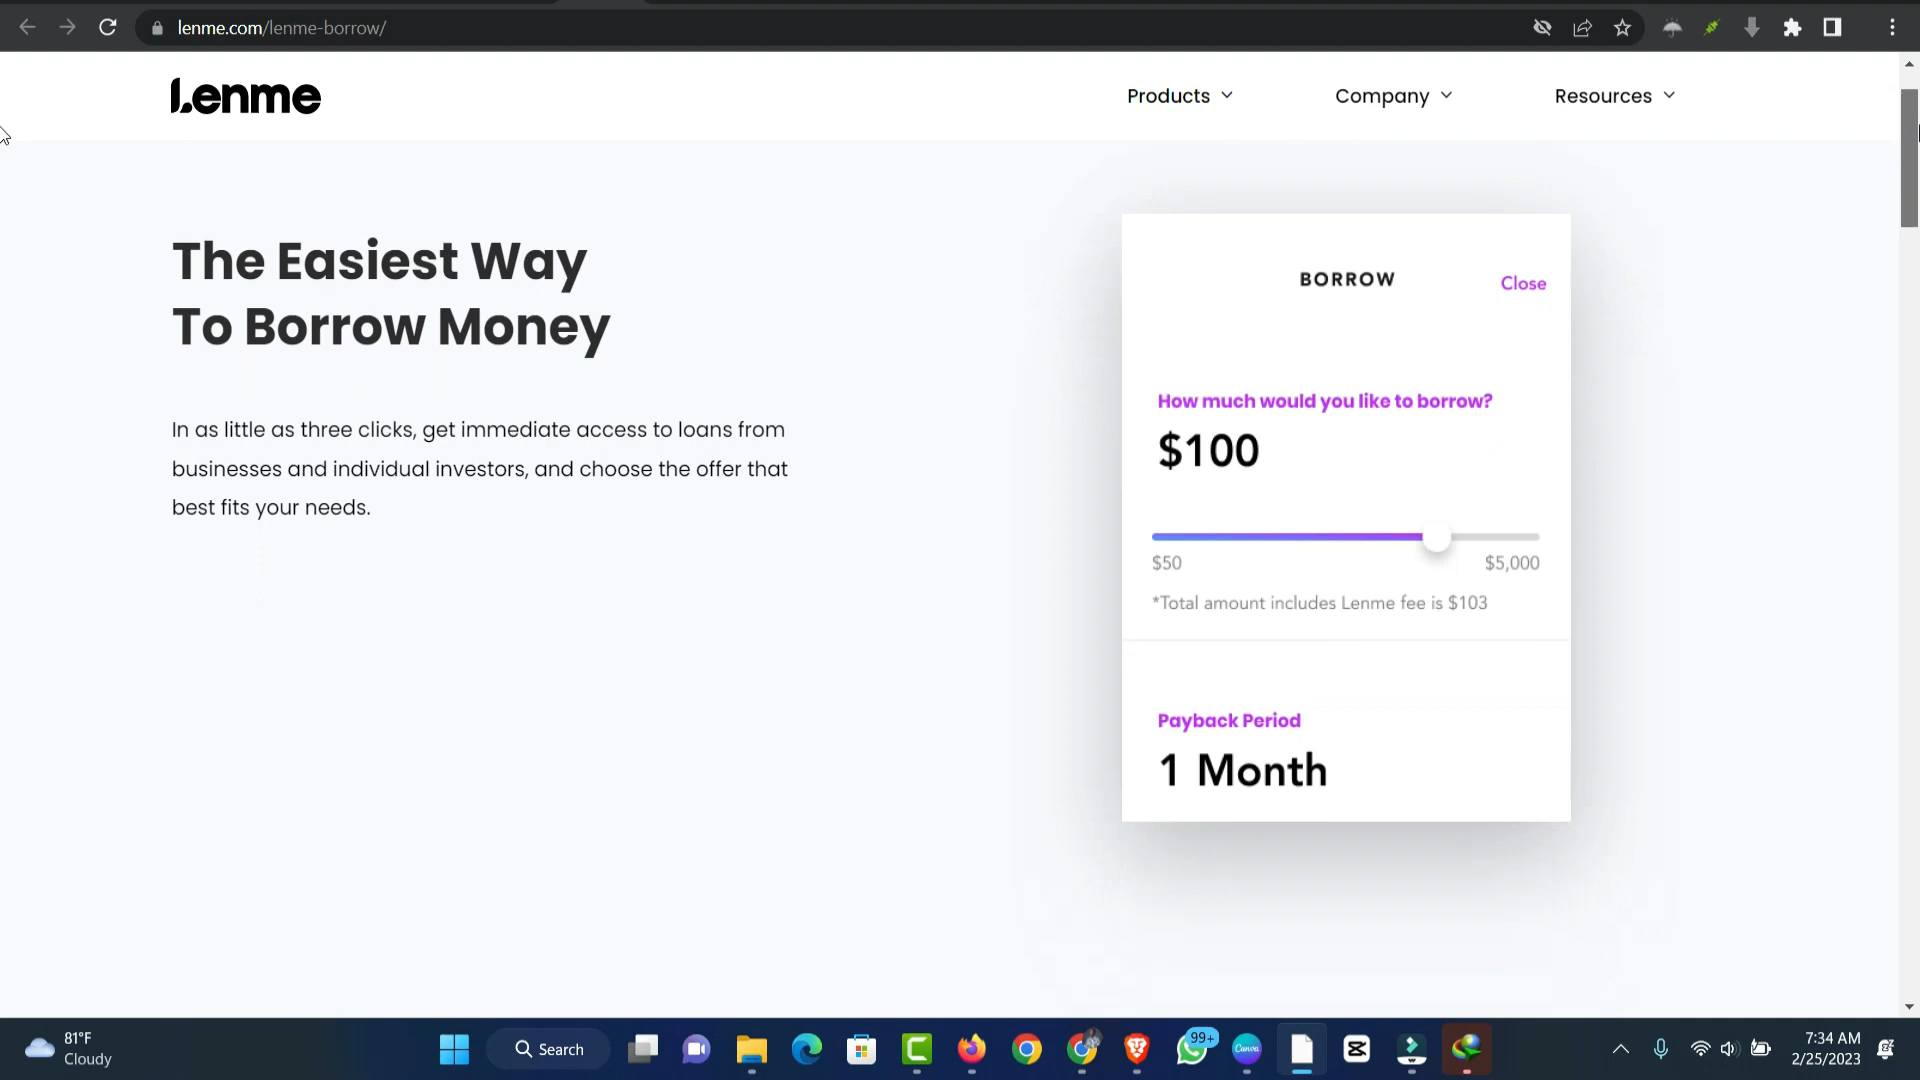 lenme.com/lenme-borrow/
Lenme
Products
Company
Resources
The Easiest Way
To Borrow Money
In as little as three clicks, get immediate access to loans from
businesses and individual investors, and choose the offer that
best fits your needs.
BORROW
Close
How much would you like to borrow?
$100
$50
$5,000
*Total amount includes Lenme fee is $103
Payback Period
1 Month
81°F
Cloudy
Search
99+
Canva
7:34 AM
2/25/2023